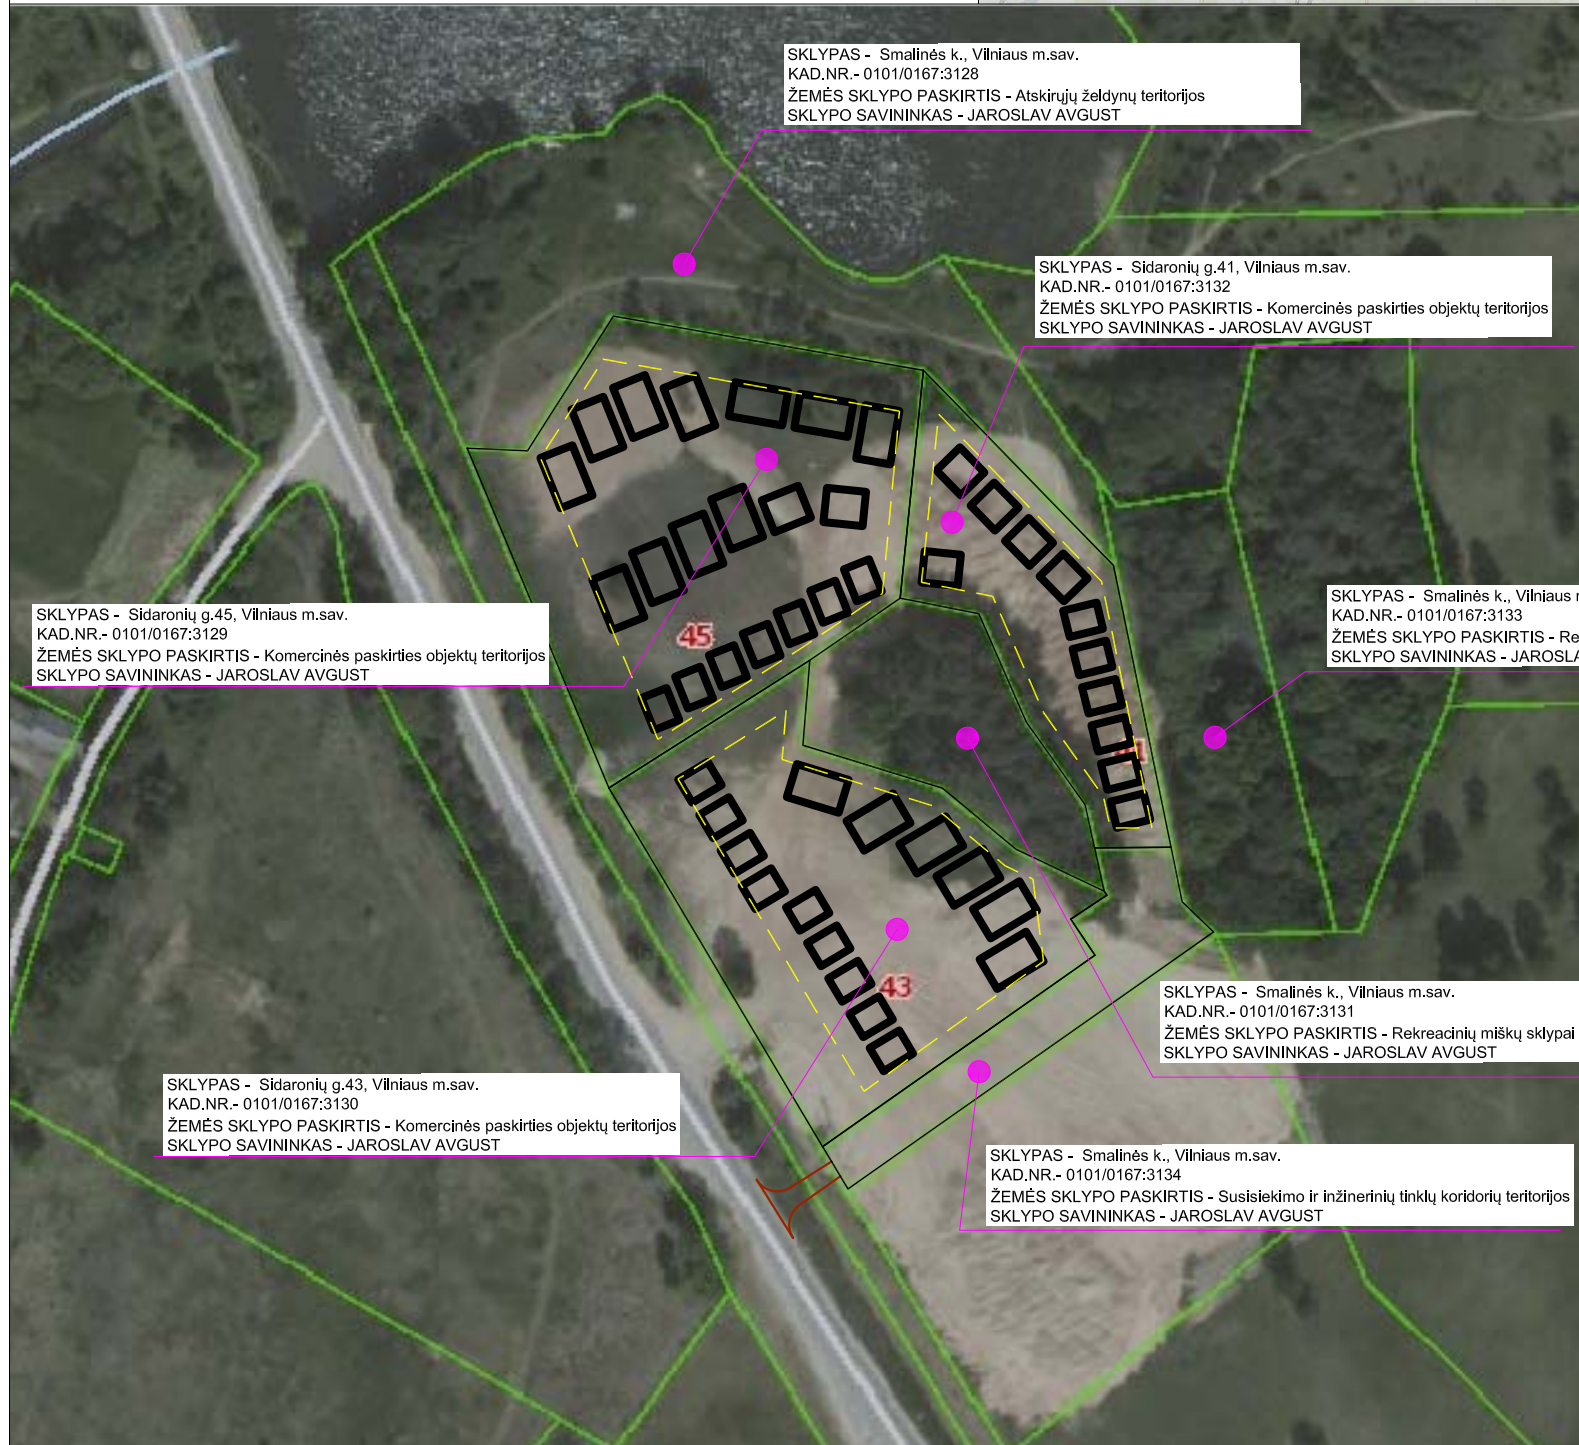 SKLYPAS - Smalinės k., Vilniaus m.sav.
KAD.NR.- 0101/0167:3128
ŽEMĖS SKLYPO PASKIRTIS - Atskirųjų želdynų teritorijos
SKLYPO SAVININKAS - JAROSLAV AVGUST
SKLYPAS - Sidaronių g.41, Vilniaus m.sav.
KAD.NR.- 0101/0167:3132
ŽEMĖS SKLYPO PASKIRTIS - Komercinės paskirties objektų teritorijos
SKLYPO SAVININKAS - JAROSLAV AVGUST
SKLYPAS - Sidaronių g.45, Vilniaus m.sav.
KAD.NR.- 0101/0167:3129
ŽEMĖS SKLYPO PASKIRTIS - Komercinės paskirties objektų teritorijos
SKLYPO SAVININKAS - JAROSLAV AVGUST
45
SKLYPAS - Smalinės k., Vilniaus
KAD.NR.- 0101/0167:3133
ŽEMĖS SKLYPO PASKIRTIS - Re
SKLYPO SAVININKAS - JAROSLA
43
SKLYPAS - Smalinės k., Vilniaus m.sav.
KAD.NR.- 0101/0167:3131
ŽEMĖS SKLYPO PASKIRTIS - Rekreacinių miškų sklypai
SKLYPO SAVININKAS - JAROSLAV AVGUST
SKLYPAS - Sidaronių g.43, Vilniaus m.sav.
KAD.NR.- 0101/0167:3130
ŽEMĖS SKLYPO PASKIRTIS - Komercinės paskirties objektų teritorijos
SKLYPO SAVININKAS - JAROSLAV AVGUST
SKLYPAS - Smalinės k., Vilniaus m.sav.
KAD.NR.- 0101/0167:3134
ŽEMĖS SKLYPO PASKIRTIS - Susisiekimo ir inžinerinių tinklų koridorių teritorijos
SKLYPO SAVININKAS - JAROSLAV AVGUST